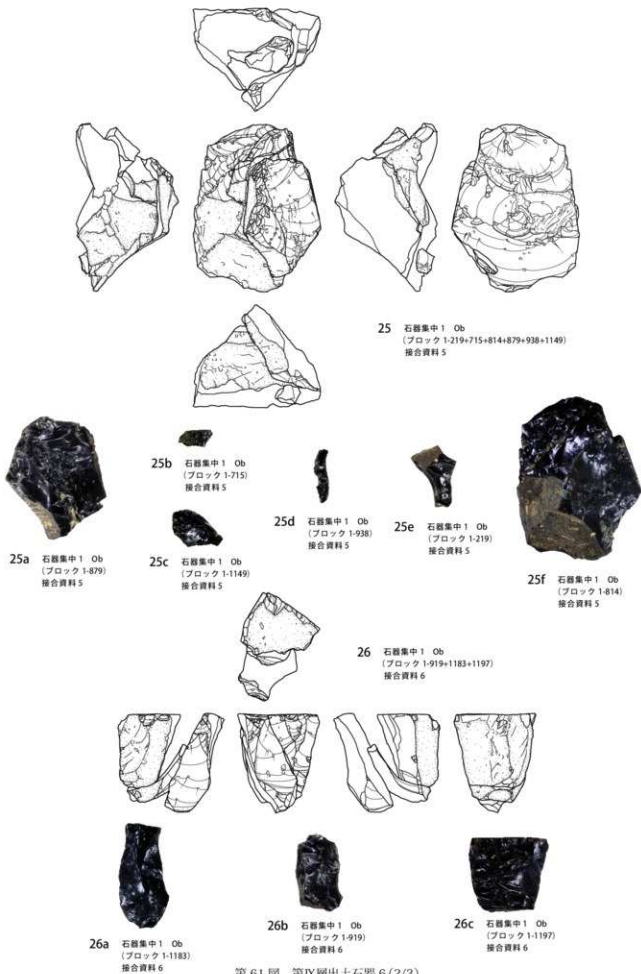 25 石器集中 1 Ob
(ブロック 1-219+715+814+879+938+1149)
接合資料 5
25a 石器集中 1 Ob
(ブロック 1-879)
接合資料 5
25b 石器集中 1 Ob
(ブロック 1-715)
接合資料 5
25c 石器集中 1 Ob
(ブロック 1-1149)
接合資料 5
25d 石器集中 1 Ob
(ブロック 1-938)
接合資料 5
25e 石器集中 1 Ob
(ブロック 1-219)
接合資料 5
25f 石器集中 1 Ob
(ブロック 1-814)
接合資料 5
26 石器集中 1 Ob
(ブロック 1-919+1183+1197)
接合資料 6
26a 石器集中 1 Ob
(ブロック 1-1183)
接合資料 6
26b 石器集中 1 Ob
(ブロック 1-919)
接合資料 6
26c 石器集中 1 Ob
(ブロック 1-1197)
接合資料 6
第 61 図 第Ⅳ層出土石器 6